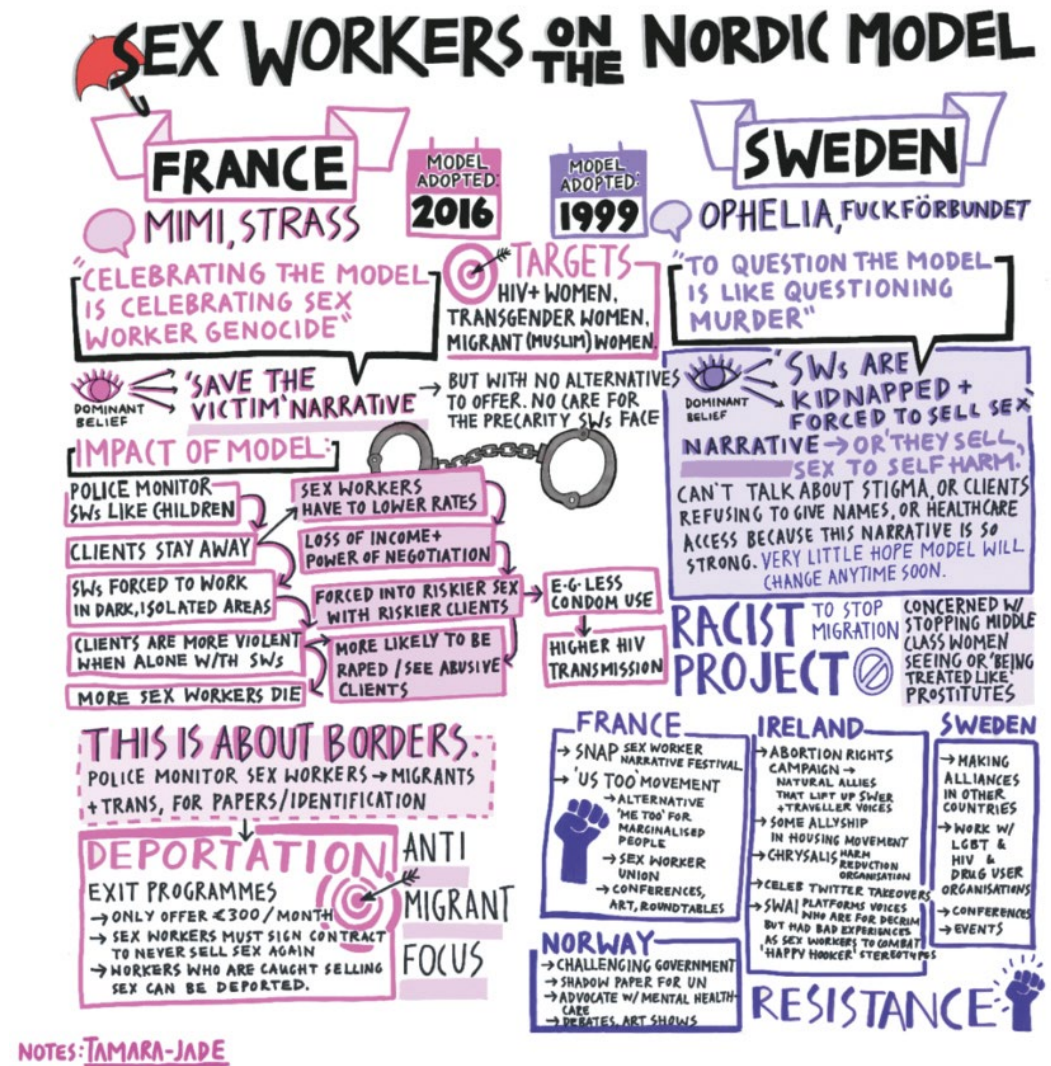 SEX WORKERS ON THE NORDIC MODEL
FRANCE
MIMI, STRASS
MODEL
ADOPTED:
2016
"CELEBRATING THE MODEL
IS CELEBRATING SEX
WORKER GENOCIDE"
TARGETS
HIV+ WOMEN,
TRANSGENDER WOMEN,
MIGRANT (MUSLIM) WOMEN.
DOMINANT
BELIEF
'SAVE THE
VICTIM' NARRATIVE
→ BUT WITH NO ALTERNATIVES
TO OFFER. NO CARE FOR
THE PRECARITY SWs FACE
IMPACT OF MODEL:
POLICE MONITOR
SWs LIKE CHILDREN
CLIENTS STAY AWAY
SWs FORCED TO WORK
IN DARK, ISOLATED AREAS
CLIENTS ARE MORE VIOLENT
WHEN ALONE WITH SWs
MORE SEX WORKERS DIE
SEX WORKERS
HAVE TO LOWER RATES
LOSS OF INCOME+
POWER OF NEGOTIATION
FORCED INTO RISKIER SEX
WITH RISKIER CLIENTS
MORE LIKELY TO BE
RAPED / SEE ABUSIVE
CLIENTS
E.G. LESS
CONDOM USE
HIGHER HIV
TRANSMISSION
THIS IS ABOUT BORDERS.
POLICE MONITOR SEX WORKERS → MIGRANTS
+ TRANS, FOR PAPERS/IDENTIFICATION
DEPORTATION
EXIT PROGRAMMES
→ ONLY OFFER €300/MONTH
→ SEX WORKERS MUST SIGN CONTRACT
TO NEVER SELL SEX AGAIN
→ WORKERS WHO ARE CAUGHT SELLING
SEX CAN BE DEPORTED.
ANTI
MIGRANT
FOCUS
SWEDEN
MODEL
ADOPTED:
1999
OPHELIA, FUCKFÖRBUNDET
"TO QUESTION THE MODEL
IS LIKE QUESTIONING
MURDER"
DOMINANT
BELIEF
'SWs ARE
KIDNAPPED +
FORCED TO SELL SEX'
NARRATIVE → OR 'THEY SELL
SEX TO SELF HARM.'
CAN'T TALK ABOUT STIGMA, OR CLIENTS
REFUSING TO GIVE NAMES, OR HEALTHCARE
ACCESS BECAUSE THIS NARRATIVE IS SO
STRONG. VERY LITTLE HOPE MODEL WILL
CHANGE ANYTIME SOON.
RACIST
PROJECT
TO STOP
MIGRATION
CONCERNED W/
STOPPING MIDDLE
CLASS WOMEN
SEEING OR 'BEING
TREATED LIKE'
PROSTITUTES
FRANCE
→ SNAP SEX WORKER
NARRATIVE FESTIVAL
→ 'US TOO' MOVEMENT
→ ALTERNATIVE
'ME TOO' FOR
MARGINALISED
PEOPLE
→ SEX WORKER
UNION
→ CONFERENCES,
ART, ROUNDTABLES
IRELAND
→ ABORTION RIGHTS
CAMPAIGN →
NATURAL ALLIES
THAT LIFT UP SWER
+ TRAVELLER VOICES
→ SOME ALLYSHIP
IN HOUSING MOVEMENT
→ CHRYSALIS HARM
REDUCTION
ORGANISATION
→ CELEB TWITTER TAKEOVERS
→ SWAI PLATFORMS VOICES
WHO ARE FOR DECRIM
BUT HAD BAD EXPERIENCES
AS SEX WORKERS TO COMBAT
'HAPPY HOOKER' STEREOTYPES
SWEDEN
→ MAKING
ALLIANCES
IN OTHER
COUNTRIES
→ WORK W/
LGBT &
HIV &
DRUG USER
ORGANISATIONS
→ CONFERENCES
→ EVENTS
NORWAY
→ CHALLENGING GOVERNMENT
→ SHADOW PAPER FOR UN
→ ADVOCATE W/ MENTAL HEALTH-
CARE
→ DEBATES, ART SHOWS
RESISTANCE
NOTES: TAMARA-JADE